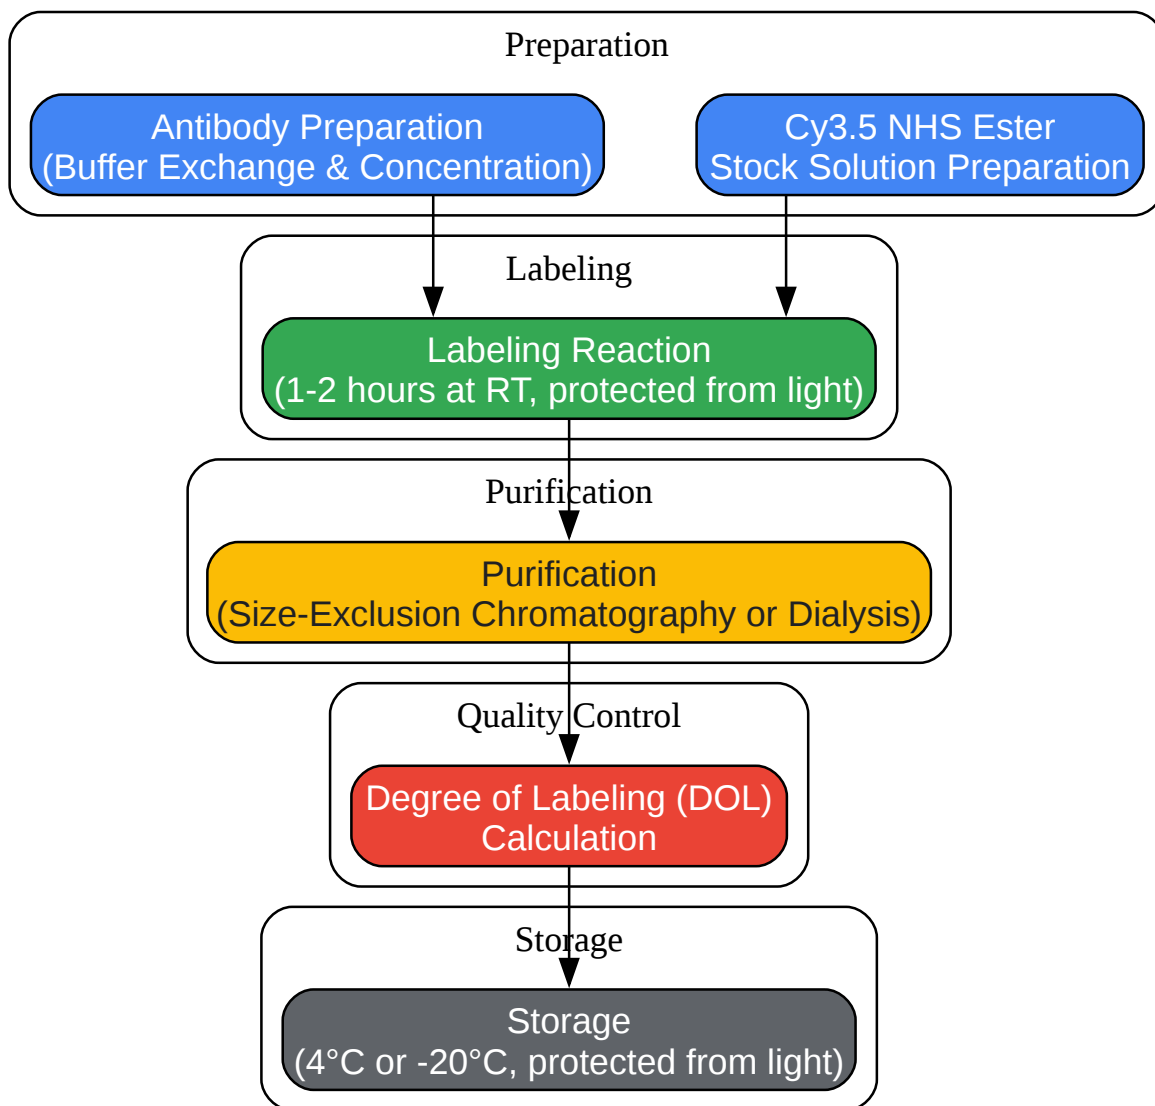 Preparation
Antibody Preparation
(Buffer Exchange & Concentration)
Cy3.5 NHS Ester
Stock Solution Preparation
Labeling
Labeling Reaction
(1-2 hours at RT, protected from light)
Purification
Purification
(Size-Exclusion Chromatography or Dialysis)
Quality Control
Degree of Labeling (DOL)
Calculation
Storage
Storage
(4°C or -20°C, protected from light)